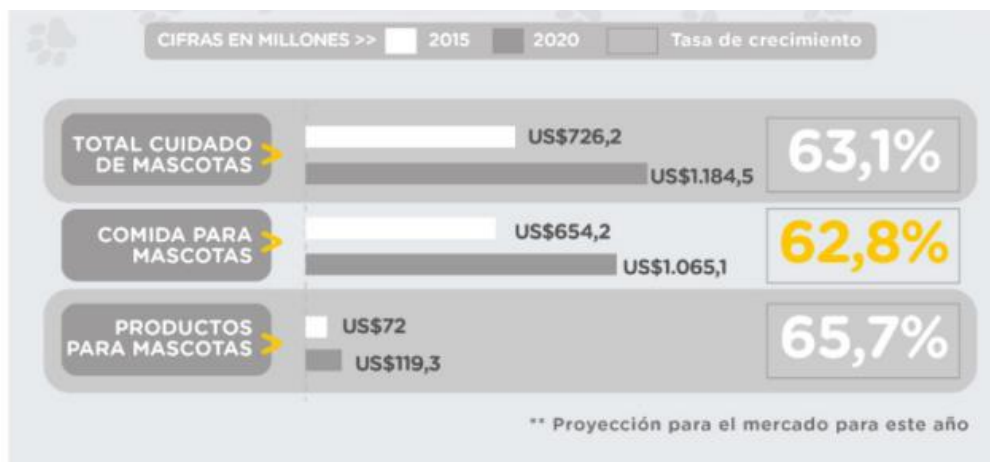 CIFRAS EN MILLONES >> 2015 2020 Tasa de crecimiento
TOTAL CUIDADO
DE MASCOTAS >
US$726,2
US$1.184,5
63,1%
COMIDA PARA
MASCOTAS >
US$654,2
US$1.065,1
62,8%
PRODUCTOS
PARA MASCOTAS >
US$72
US$119,3
65,7%
** Proyección para el mercado para este año